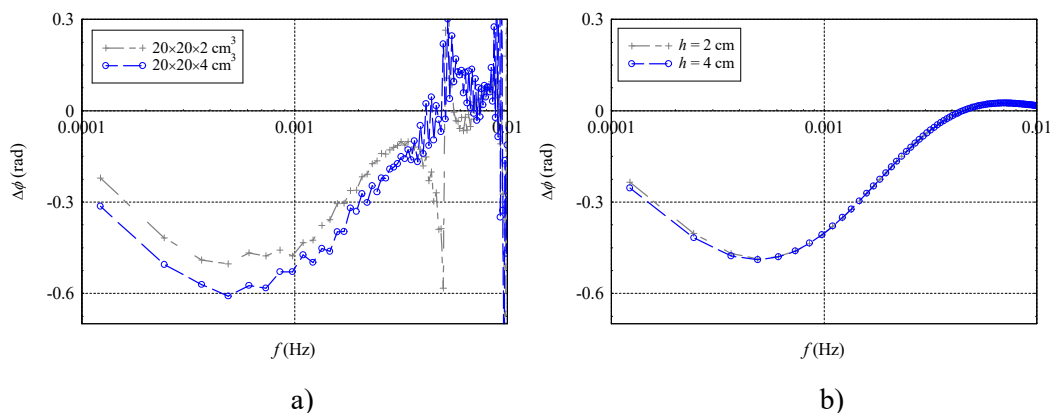 0.3
20×20×2 cm³
20×20×4 cm³
0
0.0001
0.001
0.01
-0.3
-0.6
Δϕ (rad)
f (Hz)
a)
0.3
h = 2 cm
h = 4 cm
0
0.0001
0.001
0.01
-0.3
-0.6
Δϕ (rad)
f (Hz)
b)